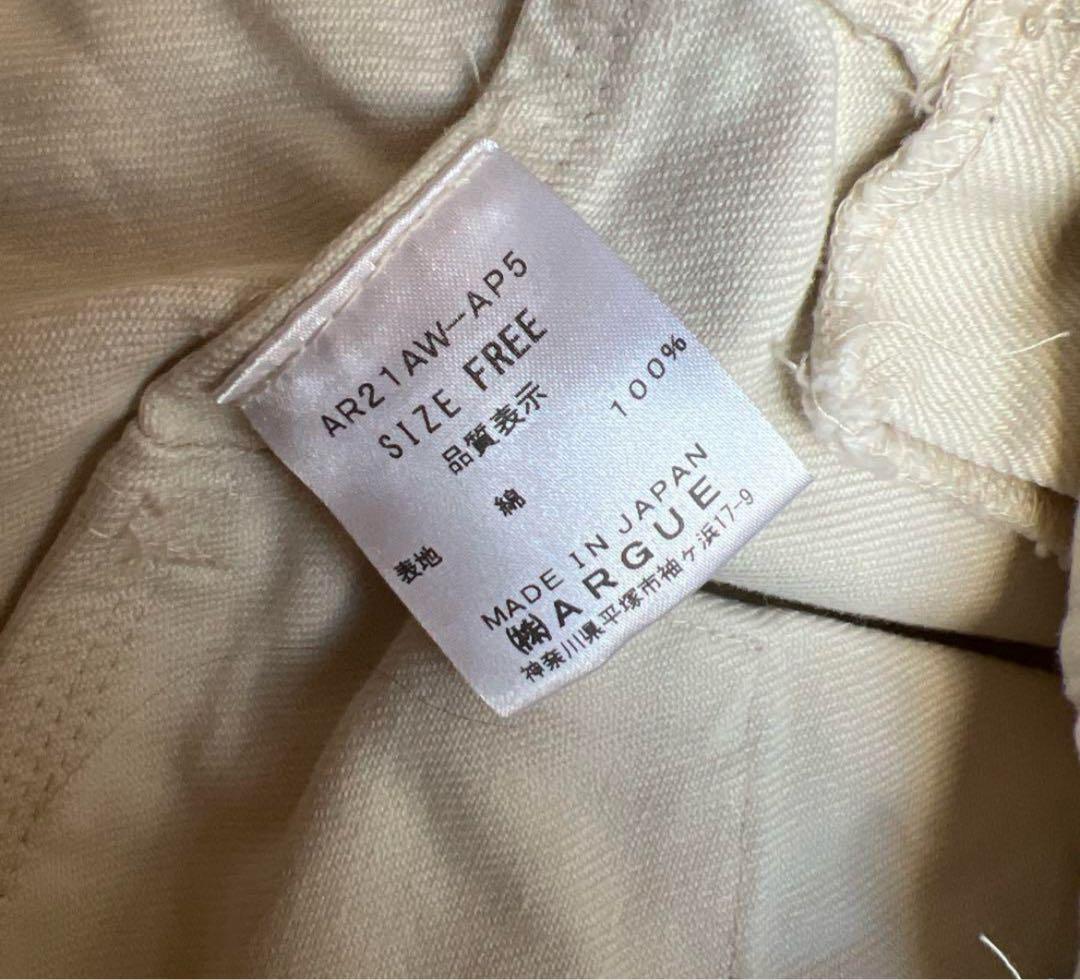 AR21AW-AP5
SIZE FREE
品質表示
表地 綿 100%
MADE IN JAPAN
㈱ARGUE
神奈川県平塚市袖ヶ浜17-9